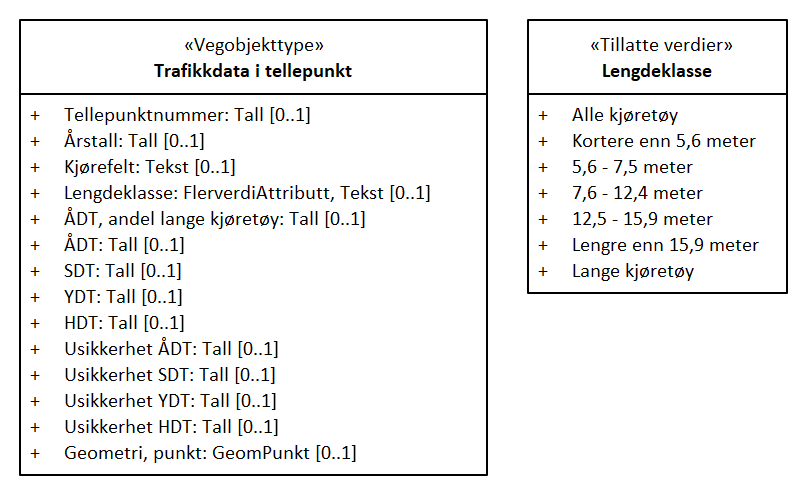 «Vegobjekttype»
Trafikkdata i tellepunkt
+ Tellepunktnummer: Tall [0..1]
+ Årstall: Tall [0..1]
+ Kjørefelt: Tekst [0..1]
+ Lengdeklasse: FlerverdiAttributt, Tekst [0..1]
+ ÅDT, andel lange kjøretøy: Tall [0..1]
+ ÅDT: Tall [0..1]
+ SDT: Tall [0..1]
+ YDT: Tall [0..1]
+ HDT: Tall [0..1]
+ Usikkerhet ÅDT: Tall [0..1]
+ Usikkerhet SDT: Tall [0..1]
+ Usikkerhet YDT: Tall [0..1]
+ Usikkerhet HDT: Tall [0..1]
+ Geometri, punkt: GeomPunkt [0..1]
«Tillatte verdier»
Lengdeklasse
+ Alle kjøretøy
+ Kortere enn 5,6 meter
+ 5,6 - 7,5 meter
+ 7,6 - 12,4 meter
+ 12,5 - 15,9 meter
+ Lengre enn 15,9 meter
+ Lange kjøretøy